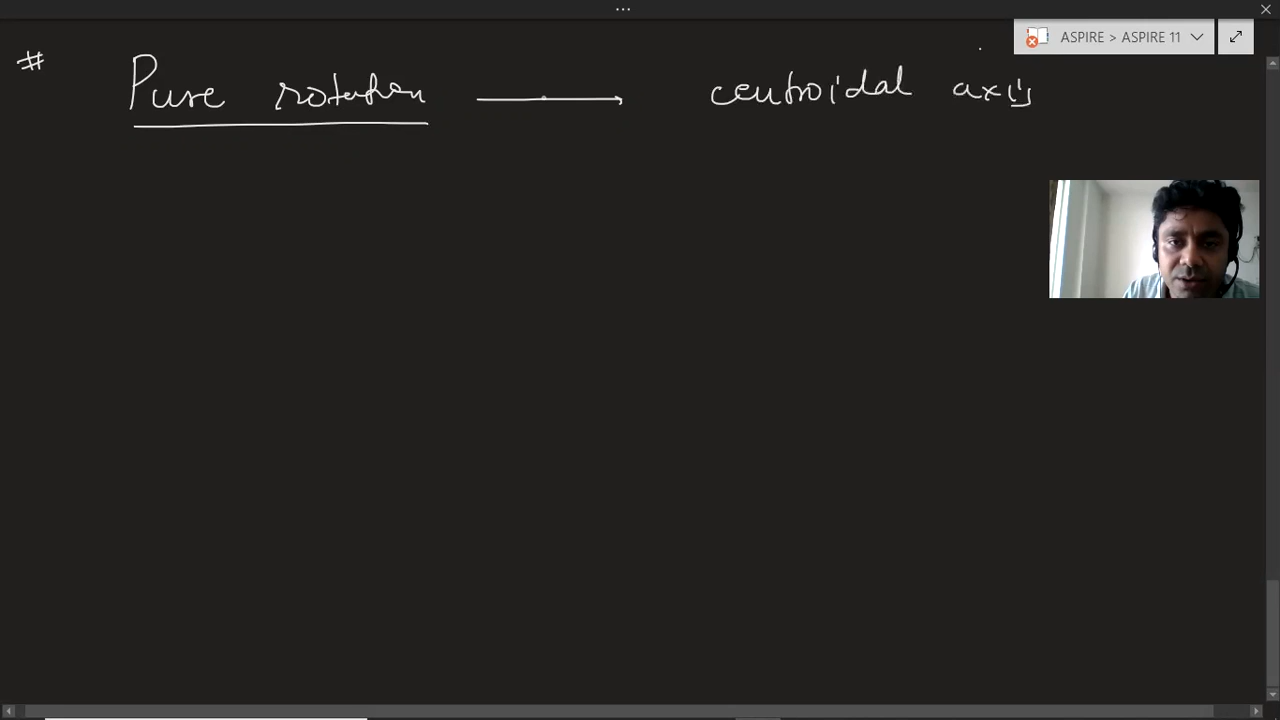 ASPIRE > ASPIRE 11
# Pure rotation → centroidal axis